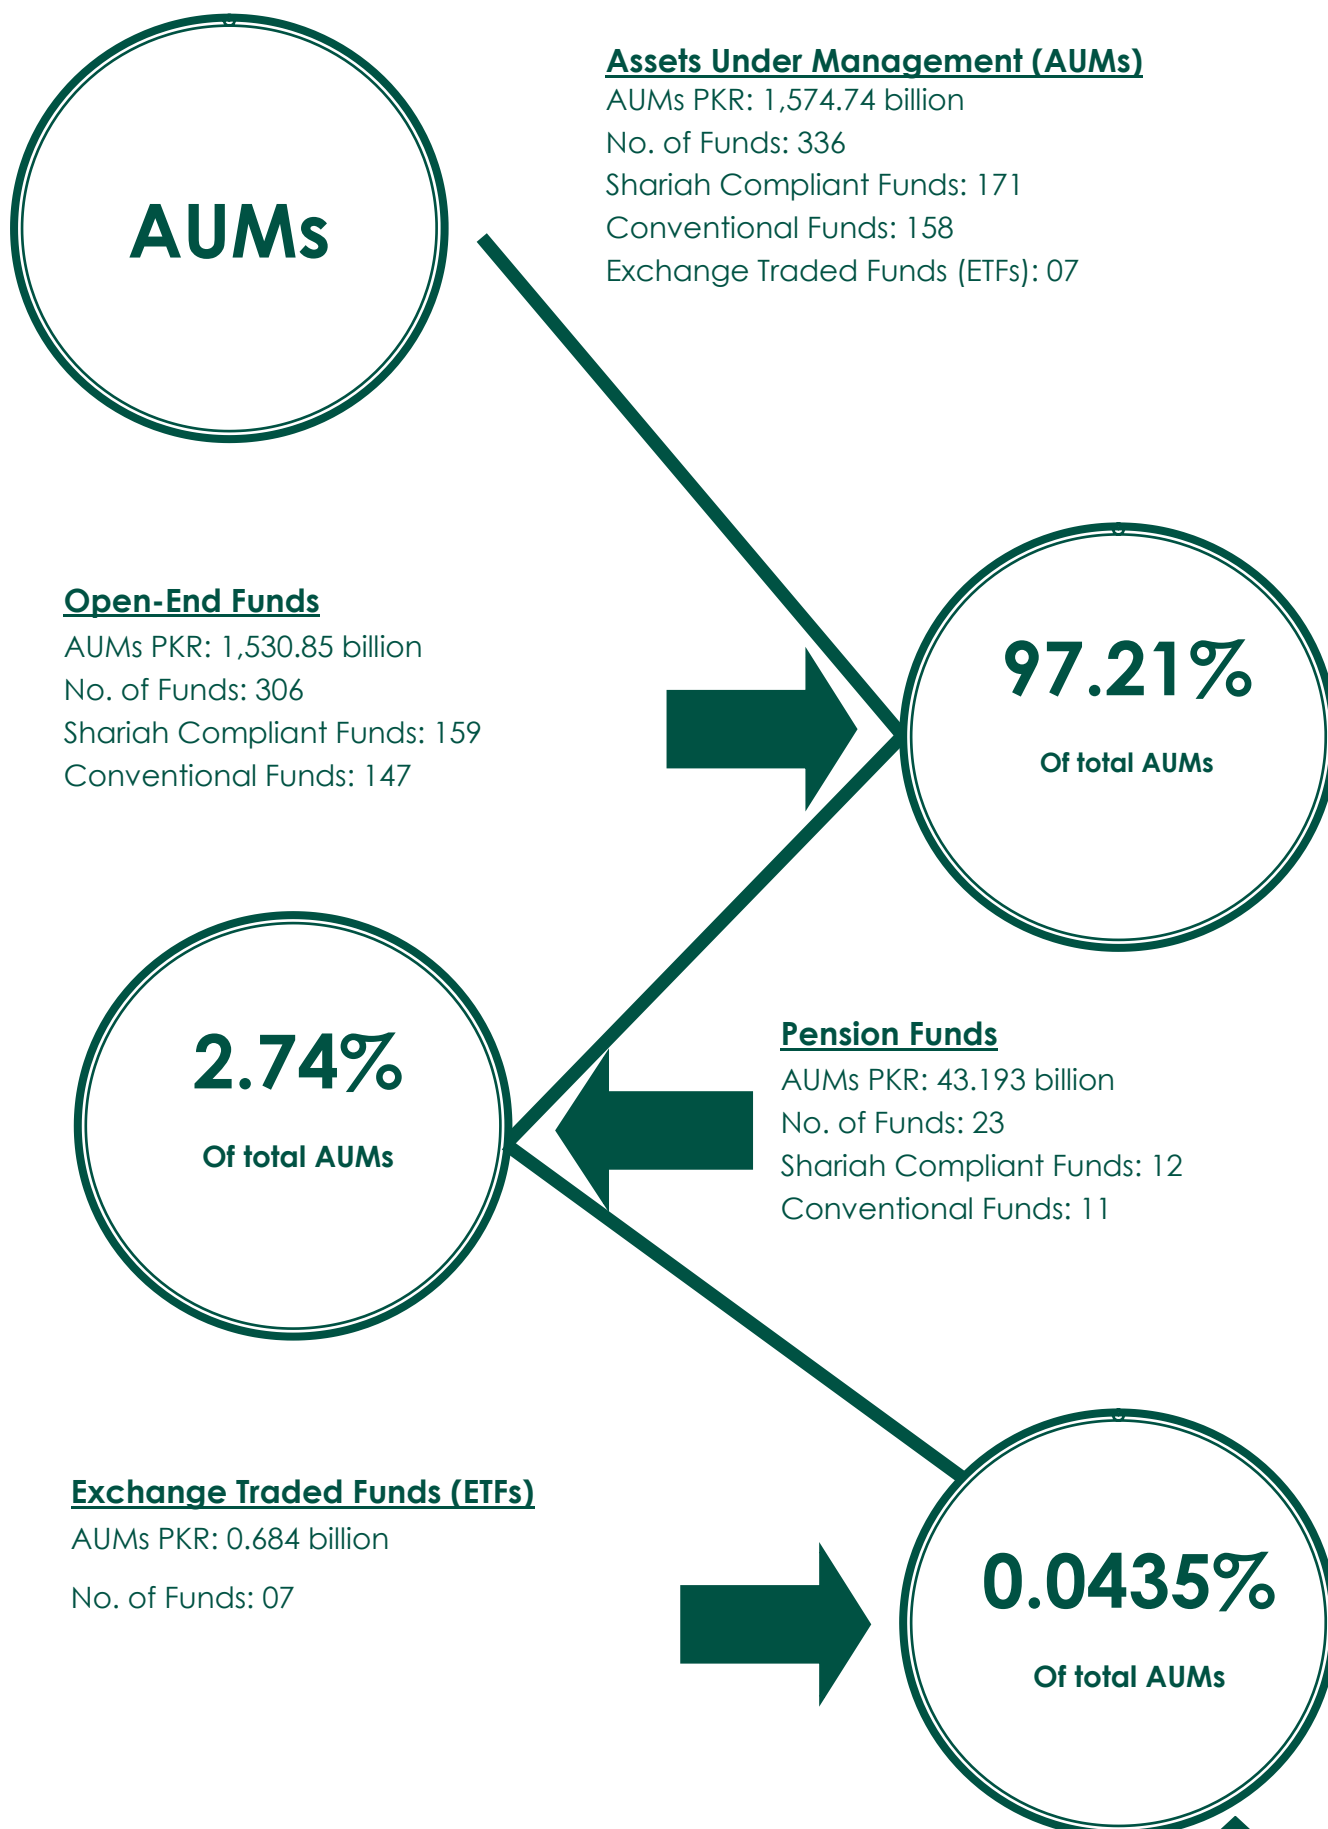 AUMs
Assets Under Management (AUMs)
AUMs PKR: 1,574.74 billion
No. of Funds: 336
Shariah Compliant Funds: 171
Conventional Funds: 158
Exchange Traded Funds (ETFs): 07
Open-End Funds
AUMs PKR: 1,530.85 billion
No. of Funds: 306
Shariah Compliant Funds: 159
Conventional Funds: 147
97.21%
Of total AUMs
2.74%
Of total AUMs
Pension Funds
AUMs PKR: 43.193 billion
No. of Funds: 23
Shariah Compliant Funds: 12
Conventional Funds: 11
Exchange Traded Funds (ETFs)
AUMs PKR: 0.684 billion
No. of Funds: 07
0.0435%
Of total AUMs